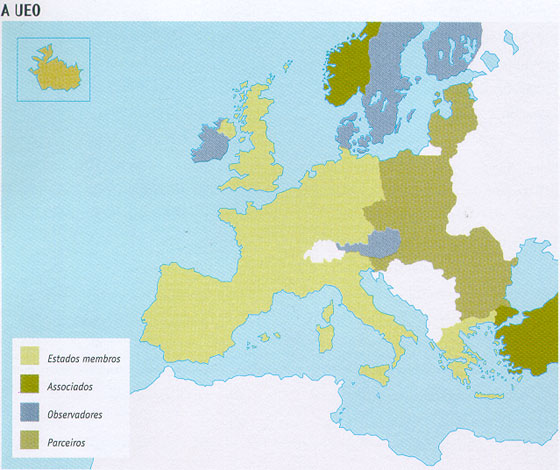 A UEO
Estados membros
Associados
Observadores
Parceiros